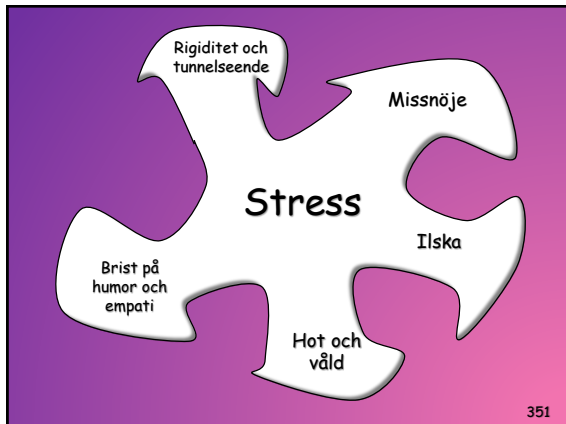 Rigiditet och
tunnelseende
Missnöje
Stress
Ilska
Brist på
humor och
empati
Hot och
våld
351